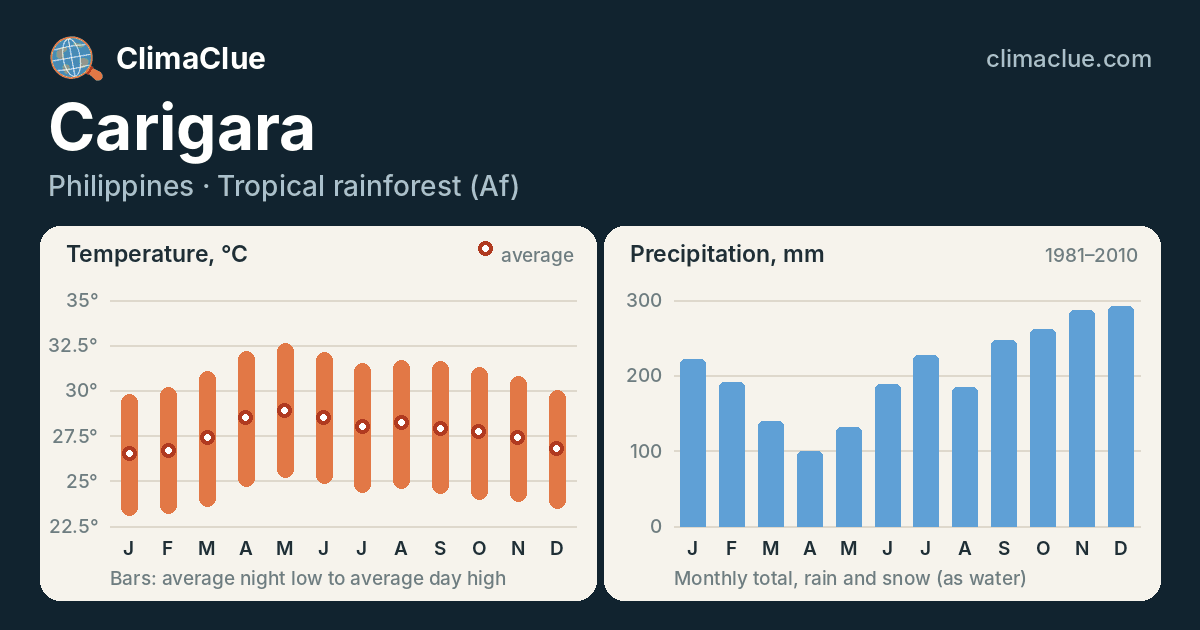 ClimaClue
climaclue.com
Carigara
Philippines · Tropical rainforest (Af)
Temperature, °C
average
35°
32.5°
30°
27.5°
25°
22.5°
J F M A M J J A S O N D
Bars: average night low to average day high
Precipitation, mm
1981–2010
300
200
100
0
J F M A M J J A S O N D
Monthly total, rain and snow (as water)